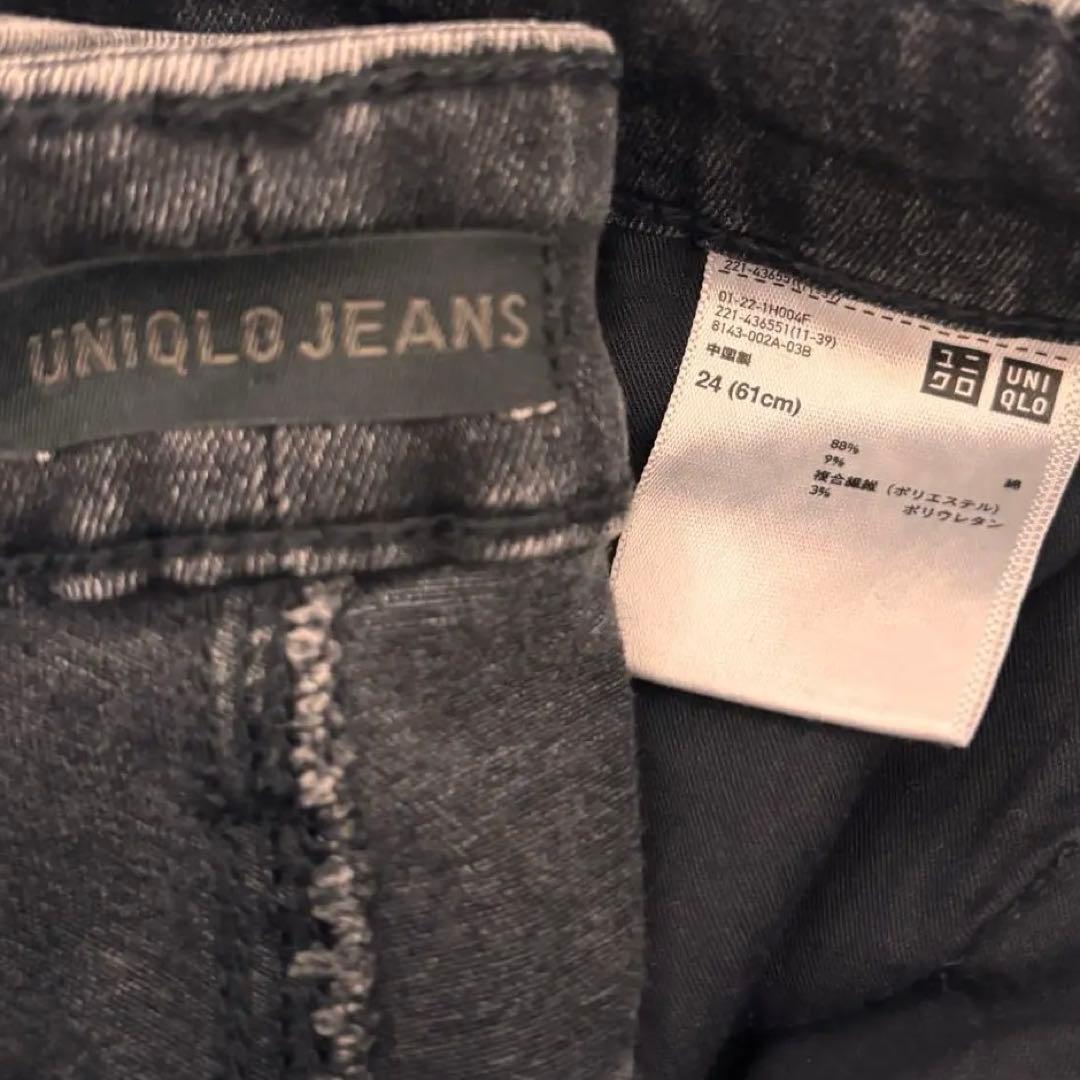 UNIQLO JEANS
01-22-1H004F
221-436551(11-39)
8143-002A-03B
中国製
24 (61cm)
ユニ
クロ
UNI
QLO
88%
綿
9%
複合繊維 (ポリエステル)
3%
ポリウレタン